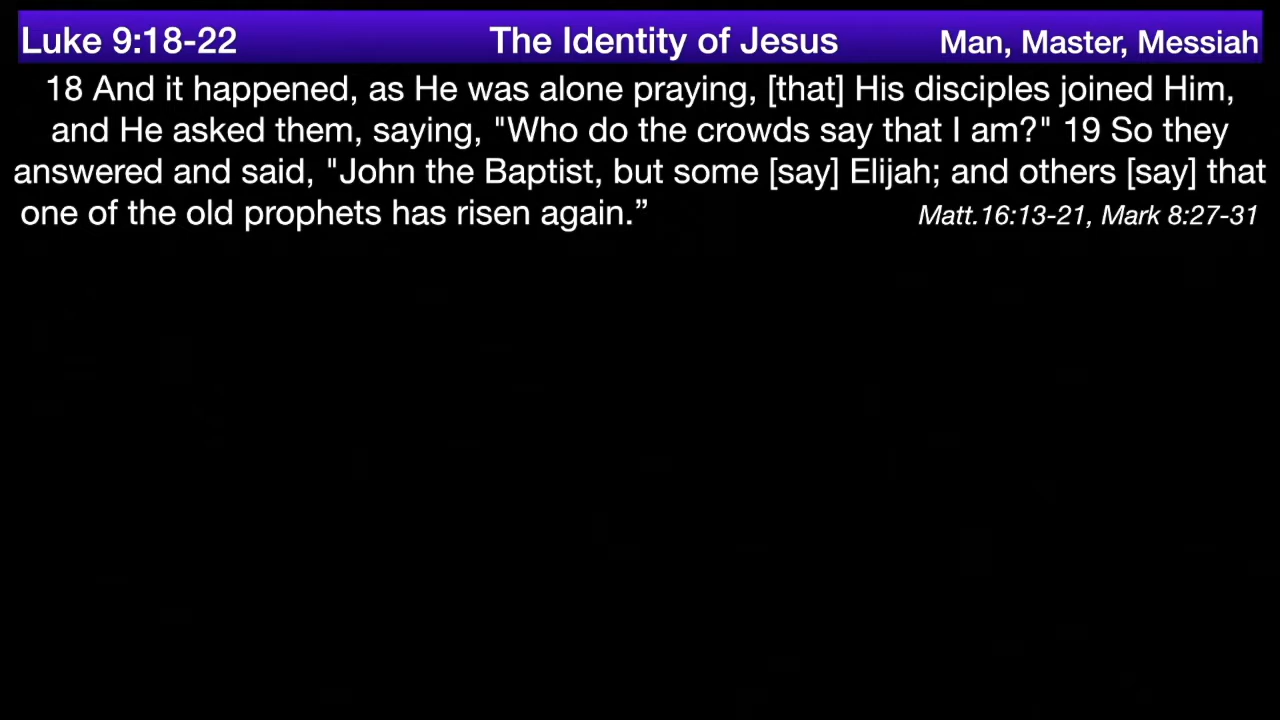 Luke 9:18-22 The Identity of Jesus Man, Master, Messiah
18 And it happened, as He was alone praying, [that] His disciples joined Him,
and He asked them, saying, "Who do the crowds say that I am?" 19 So they
answered and said, "John the Baptist, but some [say] Elijah; and others [say] that
one of the old prophets has risen again.” Matt.16:13-21, Mark 8:27-31